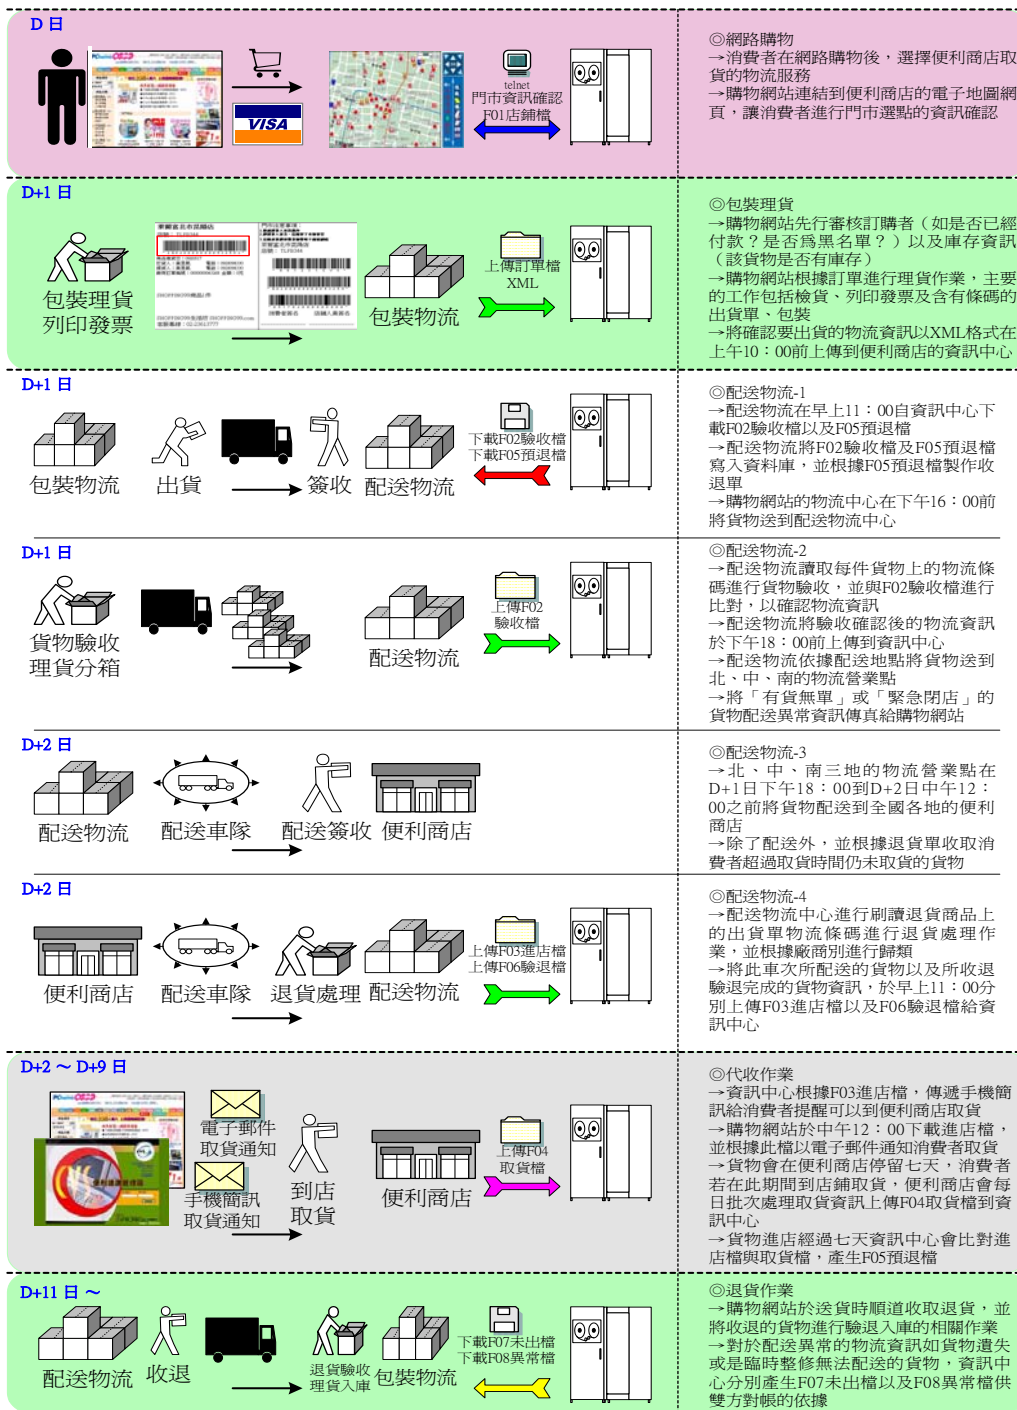 D 日
VISA
telnet
門市資訊確認
F01店鋪檔
◎網路購物
→消費者在網路購物後，選擇便利商店取
貨的物流服務
→購物網站連結到便利商店的電子地圖網
頁，讓消費者進行門市選點的資訊確認
D+1 日
包裝理貨
列印發票
包裝物流
上傳訂單檔
XML
◎包裝理貨
→購物網站先行審核訂購者（如是否已經
付款？是否為黑名單？）以及庫存資訊
（該貨物是否有庫存）
→購物網站根據訂單進行理貨作業，主要
的工作包括檢貨、列印發票及含有條碼的
出貨單、包裝
→將確認要出貨的物流資訊以XML格式在
上午10：00前上傳到便利商店的資訊中心
D+1 日
包裝物流
出貨
簽收
配送物流
下載F02驗收檔
下載F05預退檔
◎配送物流-1
→配送物流在早上11：00自資訊中心下
載F02驗收檔以及F05預退檔
→配送物流將F02驗收檔及F05預退檔
寫入資料庫，並根據F05預退檔製作收
退單
→購物網站的物流中心在下午16：00前
將貨物送到配送物流中心
D+1 日
貨物驗收
理貨分箱
配送物流
上傳F02
驗收檔
◎配送物流-2
→配送物流讀取每件貨物上的物流條
碼進行貨物驗收，並與F02驗收檔進行
比對，以確認物流資訊
→配送物流將驗收確認後的物流資訊
於下午18：00前上傳到資訊中心
→配送物流依據配送地點將貨物送到
北、中、南的物流營業點
→將「有貨無單」或「緊急閉店」的
貨物配送異常資訊傳真給購物網站
D+2 日
配送物流
配送車隊
配送簽收
便利商店
◎配送物流-3
→北、中、南三地的物流營業點在
D+1日下午18：00到D+2日中午12：
00之前將貨物配送到全國各地的便利
商店
→除了配送外，並根據退貨單收取消
費者超過取貨時間仍未取貨的貨物
D+2 日
便利商店
配送車隊
退貨處理
配送物流
上傳F03進店檔
上傳F06驗退檔
◎配送物流-4
→配送物流中心進行刷讀退貨商品上
的出貨單物流條碼進行退貨處理作
業，並根據廠商別進行歸類
→將此車次所配送的貨物以及所收退
驗退完成的貨物資訊，於早上11：00分
別上傳F03進店檔以及F06驗退檔給資
訊中心
D+2 ～ D+9 日
電子郵件
取貨通知
手機簡訊
取貨通知
到店
取貨
便利商店
上傳F04
取貨檔
◎代收作業
→資訊中心根據F03進店檔，傳遞手機簡
訊給消費者提醒可以到便利商店取貨
→購物網站於中午12：00下載進店檔，
並根據此檔以電子郵件通知消費者取貨
→貨物會在便利商店停留七天，消費者
若在此期間到店鋪取貨，便利商店會每
日批次處理取貨資訊上傳F04取貨檔到資
訊中心
→貨物進店經過七天資訊中心會比對進
店檔與取貨檔，產生F05預退檔
D+11 日 ～
配送物流
收退
退貨驗收
理貨入庫
包裝物流
下載F07未出檔
下載F08異常檔
◎退貨作業
→購物網站於送貨時順道收取退貨，並
將收退的貨物進行驗退入庫的相關作業
→對於配送異常的物流資訊如貨物遺失
或是臨時整修無法配送的貨物，資訊中
心分別產生F07未出檔以及F08異常檔供
雙方對帳的依據